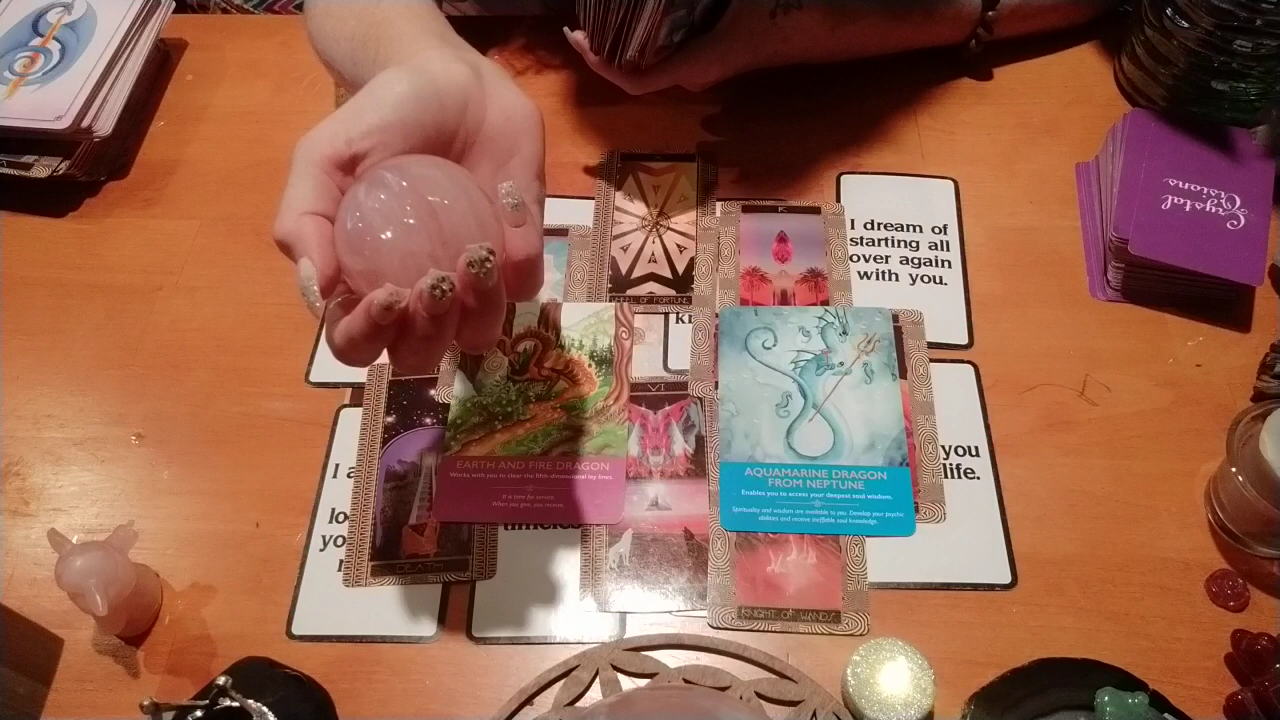 Crystal
Visions
WHEEL OF FORTUNE
K
I dream of
starting all
over again
with you.
VI
EARTH AND FIRE DRAGON
Works with you to clear the fifth-dimensional ley lines.
It is time for service.
When you give, you receive.
AQUAMARINE DRAGON
FROM NEPTUNE
Enables you to access your deepest soul wisdom.
Spirituality and wisdom are available to you. Develop your psychic
abilities and receive ineffable soul knowledge.
you
life.
I a
lo
yo
timeless
DEATH
KNIGHT OF WANDS